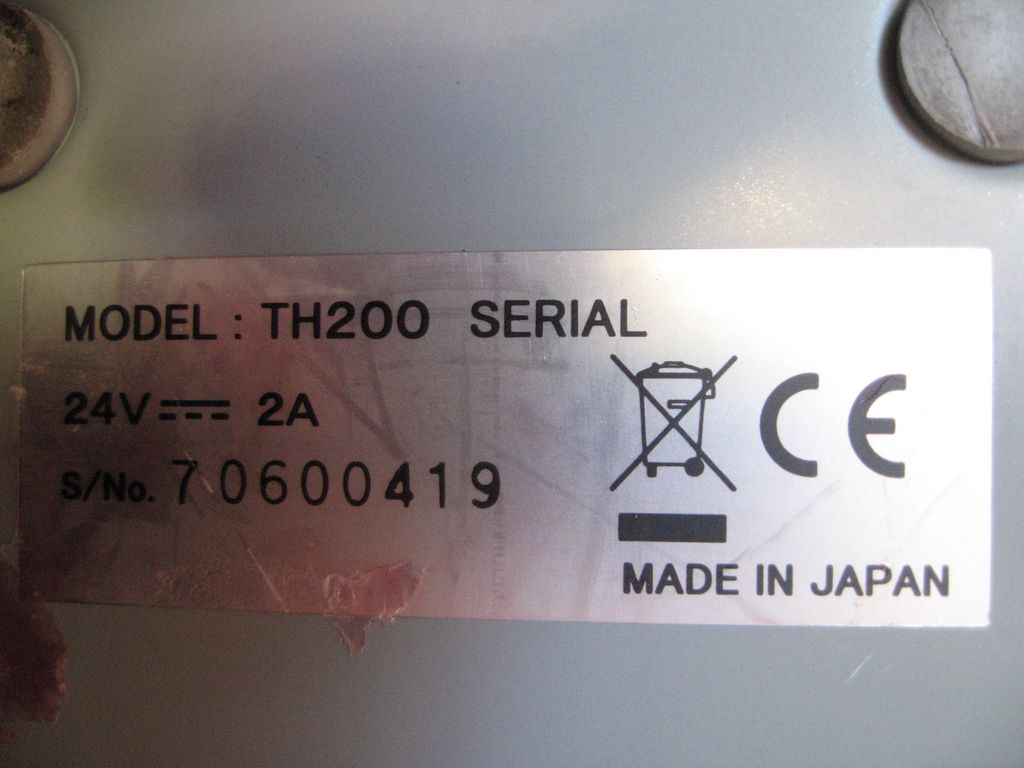 MODEL : TH200 SERIAL
24V⎓ 2A
S/No. 70600419
CE
MADE IN JAPAN